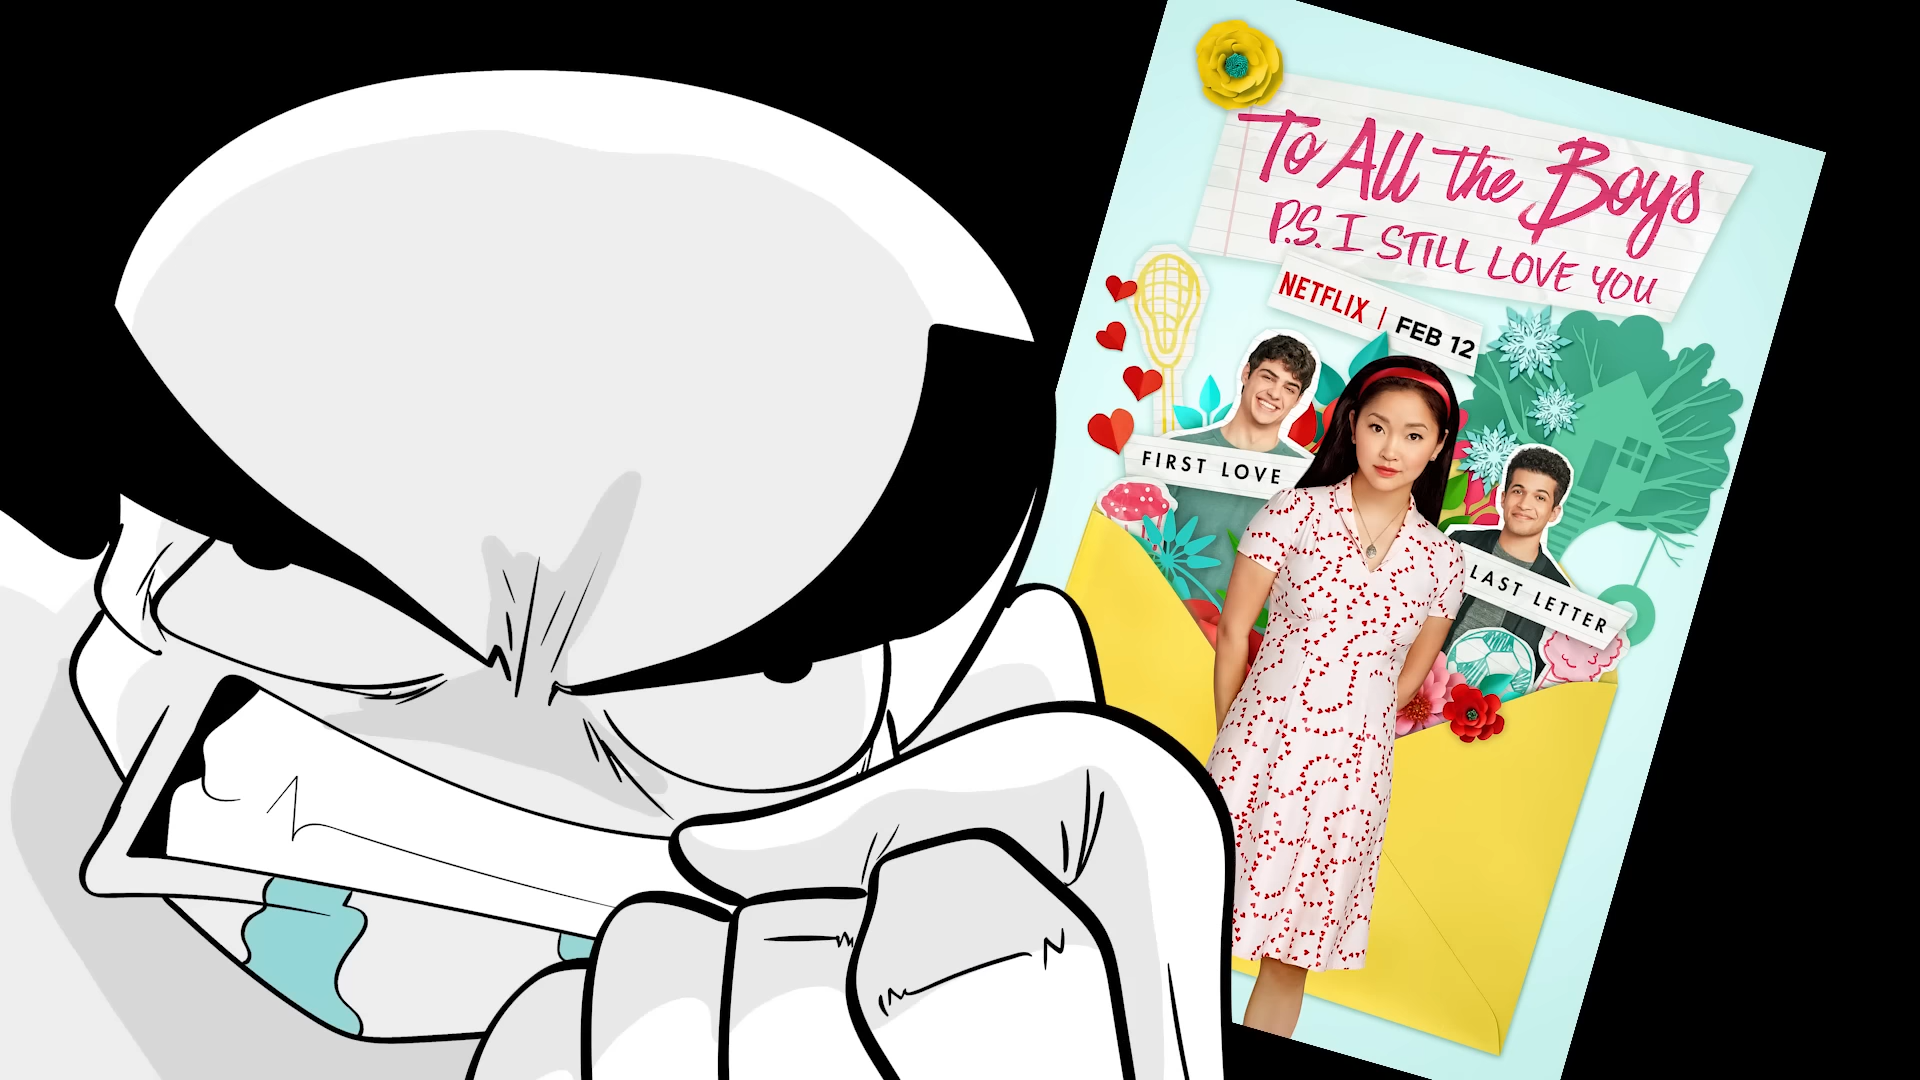 To All the Boys
P.S. I STILL LOVE YOU
NETFLIX | FEB 12
FIRST LOVE
LAST LETTER